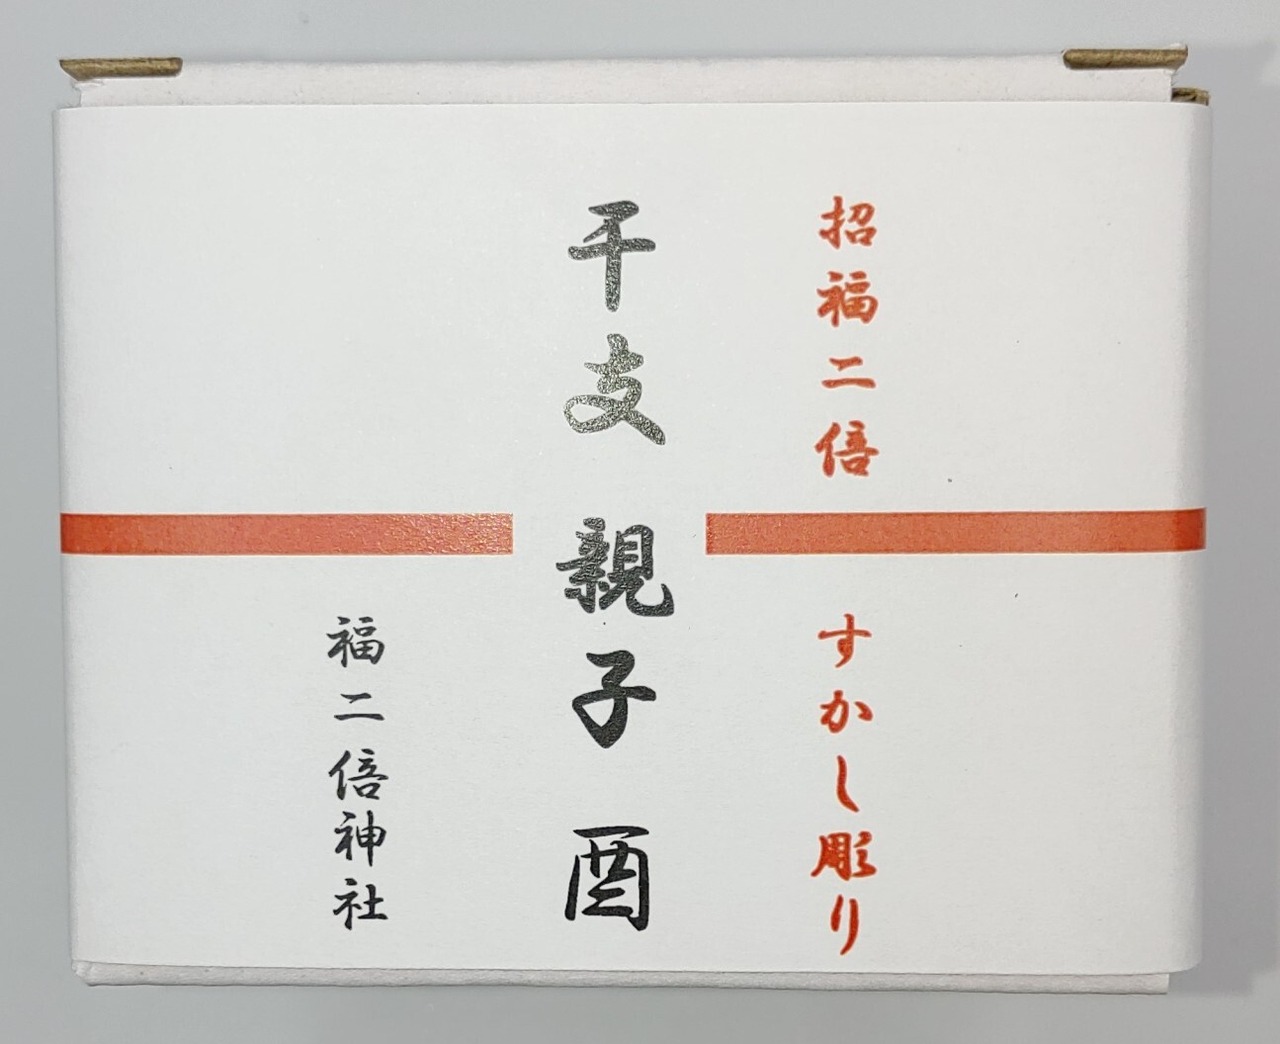 招福二倍
すかし彫り
干支 親子 酉
福二倍神社